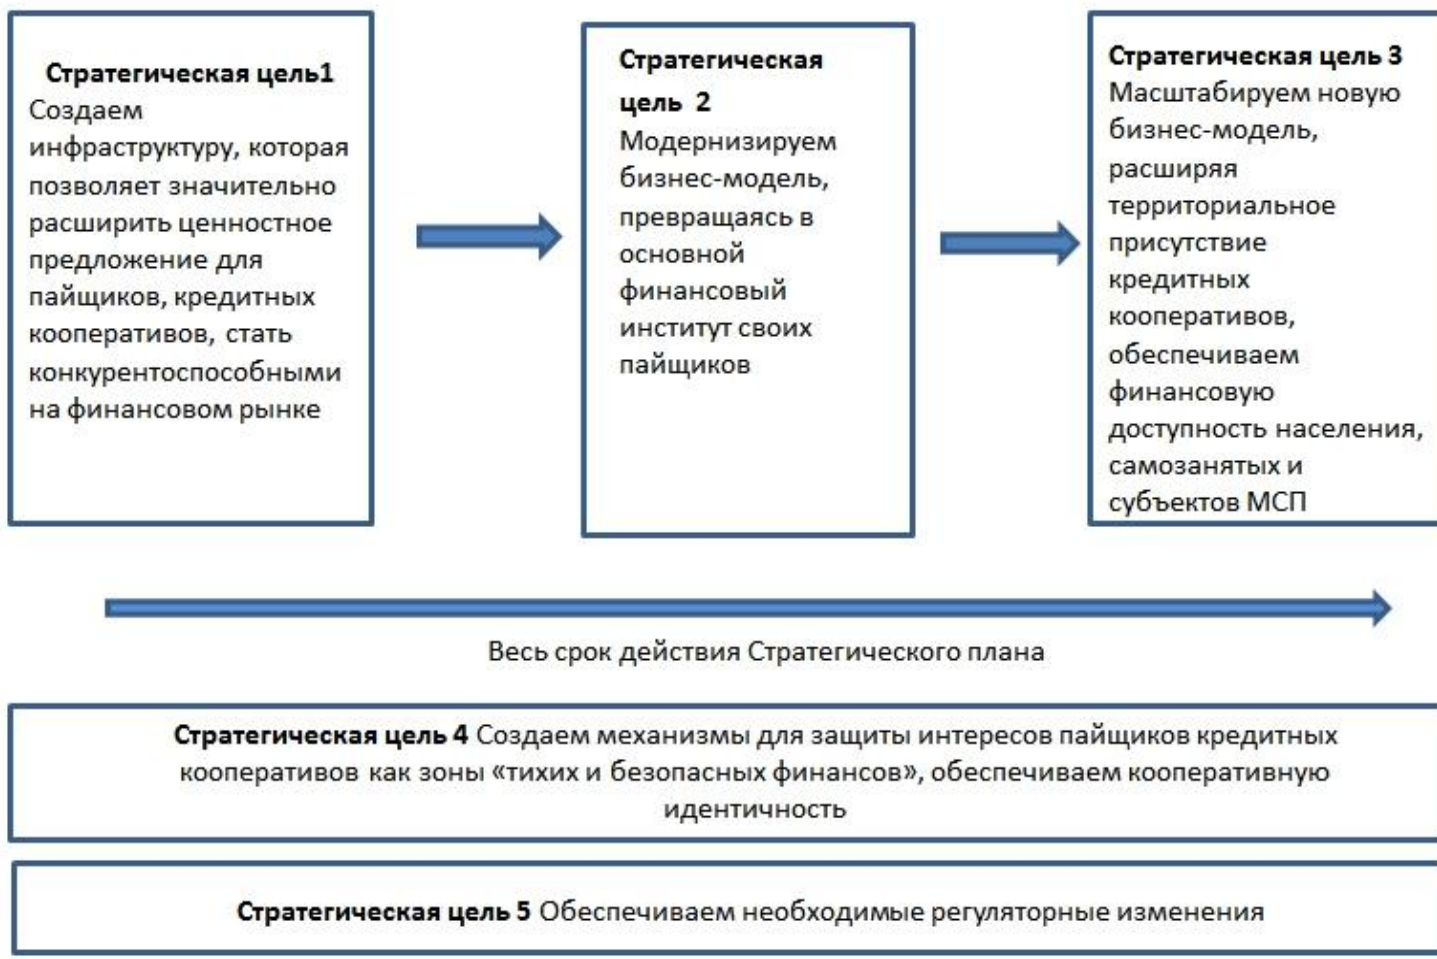 Стратегическая цель1
Создаем
инфраструктуру, которая
позволяет значительно
расширить ценностное
предложение для
пайщиков, кредитных
кооперативов, стать
конкурентоспособными
на финансовом рынке
Стратегическая
цель 2
Модернизируем
бизнес-модель,
превращаясь в
основной
финансовый
институт своих
пайщиков
Стратегическая цель 3
Масштабируем новую
бизнес-модель,
расширяя
территориальное
присутствие
кредитных
кооперативов,
обеспечиваем
финансовую
доступность населения,
самозанятых и
субъектов МСП
Весь срок действия Стратегического плана
Стратегическая цель 4 Создаем механизмы для защиты интересов пайщиков кредитных
кооперативов как зоны «тихих и безопасных финансов», обеспечиваем кооперативную
идентичность
Стратегическая цель 5 Обеспечиваем необходимые регуляторные изменения